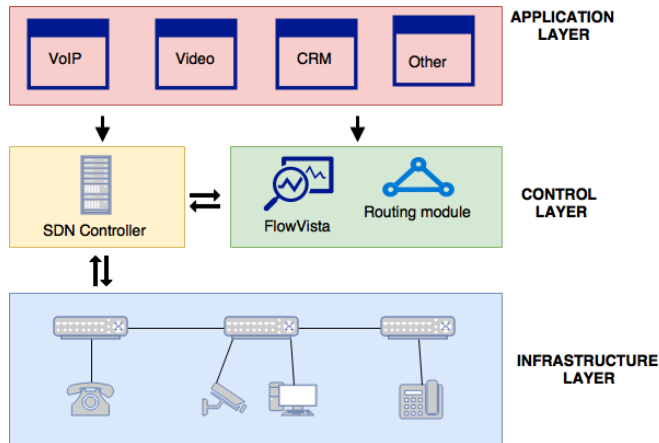 APPLICATION
LAYER
VoIP
Video
CRM
Other
SDN Controller
FlowVista
Routing module
CONTROL
LAYER
INFRASTRUCTURE
LAYER